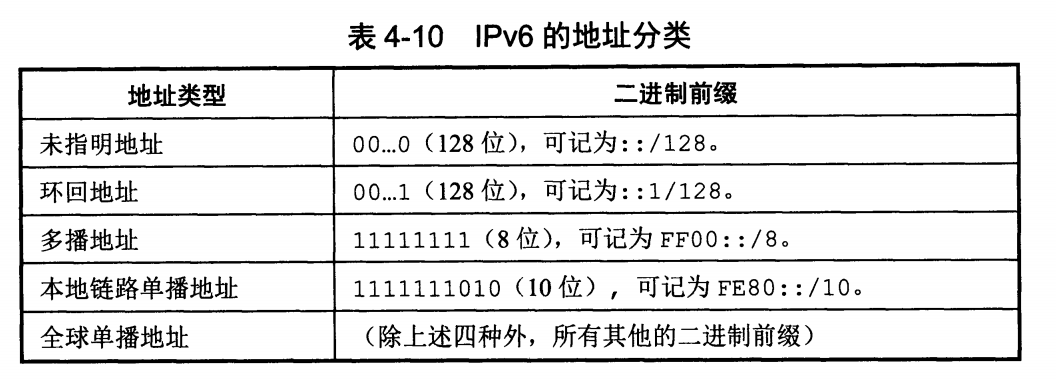 表 4-10 IPv6 的地址分类
地址类型 二进制前缀
未指明地址 00…0（128 位），可记为::/128。
环回地址 00…1（128 位），可记为::1/128。
多播地址 11111111（8 位），可记为 FF00::/8。
本地链路单播地址 1111111010（10 位），可记为 FE80::/10。
全球单播地址 （除上述四种外，所有其他的二进制前缀）